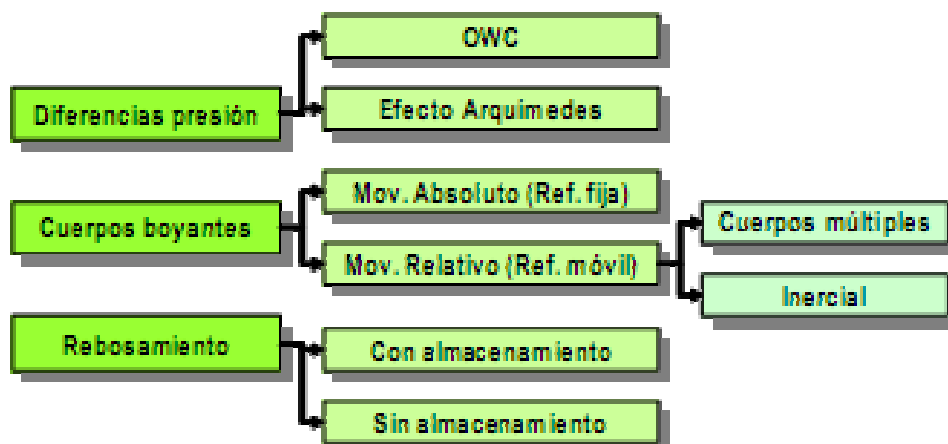 Diferencias presión
OWC
Efecto Arquimedes
Cuerpos boyantes
Mov. Absoluto (Ref. fija)
Mov. Relativo (Ref. móvil)
Cuerpos múltiples
Inercial
Rebosamiento
Con almacenamiento
Sin almacenamiento